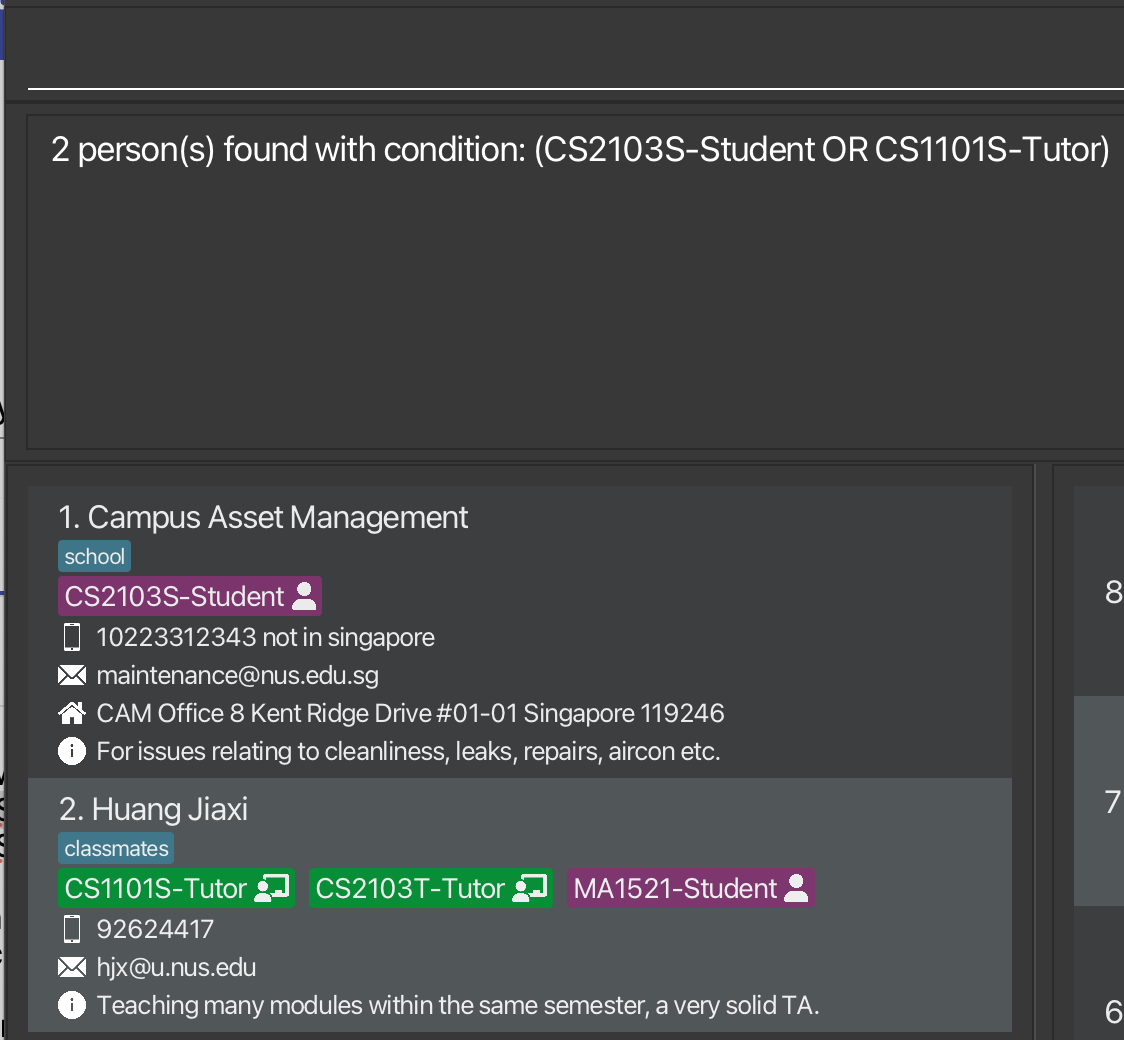 2 person(s) found with condition: (CS2103S-Student OR CS1101S-Tutor)
1. Campus Asset Management
school
CS2103S-Student
10223312343 not in singapore
maintenance@nus.edu.sg
CAM Office 8 Kent Ridge Drive #01-01 Singapore 119246
For issues relating to cleanliness, leaks, repairs, aircon etc.
2. Huang Jiaxi
classmates
CS1101S-Tutor CS2103T-Tutor MA1521-Student
92624417
hjx@u.nus.edu
Teaching many modules within the same semester, a very solid TA.
8
7
6